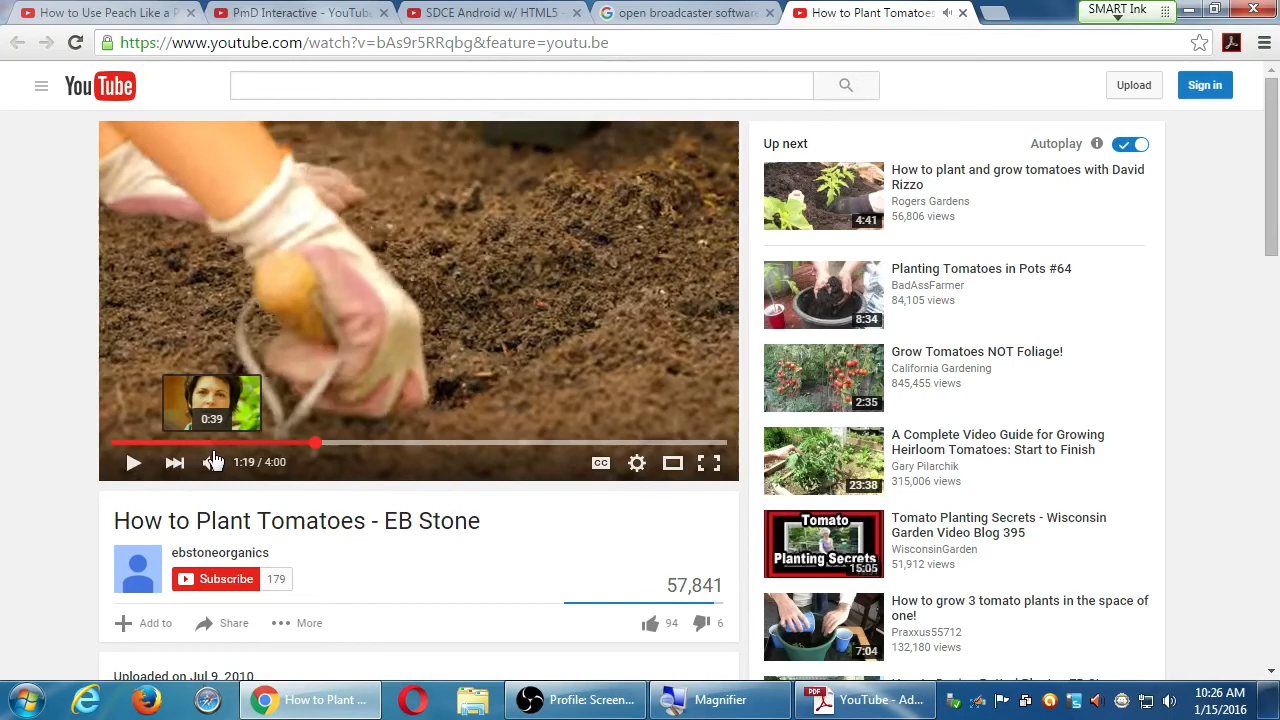 How to Use Peach Like a P
PmD Interactive - YouTub
SDCE Android w/ HTML5 -
open broadcaster software
How to Plant Tomatoes
SMART Ink
https://www.youtube.com/watch?v=bAs9r5RRqbg&feature=youtu.be
YouTube
Upload
Sign in
0:39
1:19 / 4:00
CC
How to Plant Tomatoes - EB Stone
ebstoneorganics
Subscribe
179
57,841
Add to
Share
More
94
6
Uploaded on Jul 9, 2010
Up next
Autoplay
How to plant and grow tomatoes with David
Rizzo
Rogers Gardens
56,806 views
4:41
Planting Tomatoes in Pots #64
BadAssFarmer
84,105 views
8:34
Grow Tomatoes NOT Foliage!
California Gardening
845,455 views
2:35
A Complete Video Guide for Growing
Heirloom Tomatoes: Start to Finish
Gary Pilarchik
315,006 views
23:38
Tomato Planting Secrets - Wisconsin
Garden Video Blog 395
WisconsinGarden
51,912 views
Tomato
Planting Secrets
15:05
How to grow 3 tomato plants in the space of
one!
Praxxus55712
132,180 views
7:04
How to Plant ...
Profile: Screen...
Magnifier
PDF
YouTube - Ad...
10:26 AM
1/15/2016